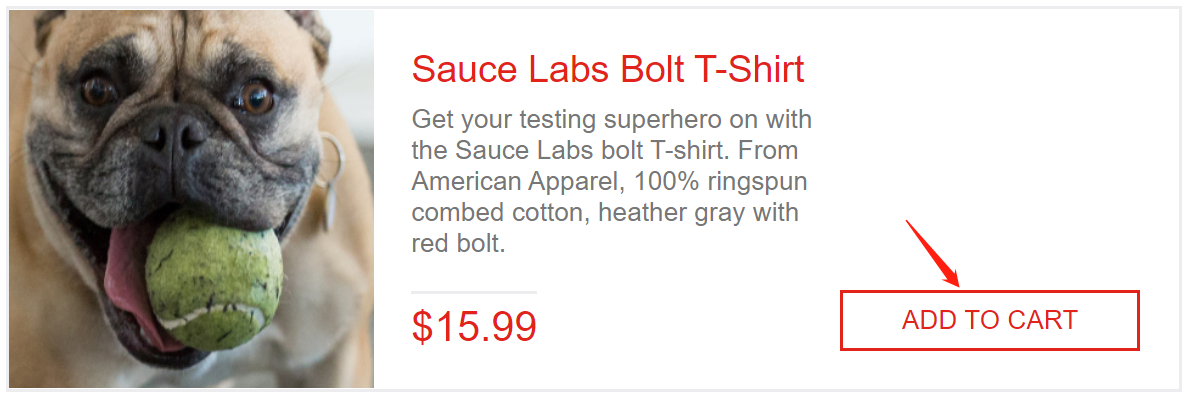 Sauce Labs Bolt T-Shirt
Get your testing superhero on with
the Sauce Labs bolt T-shirt. From
American Apparel, 100% ringspun
combed cotton, heather gray with
red bolt.
$15.99
ADD TO CART